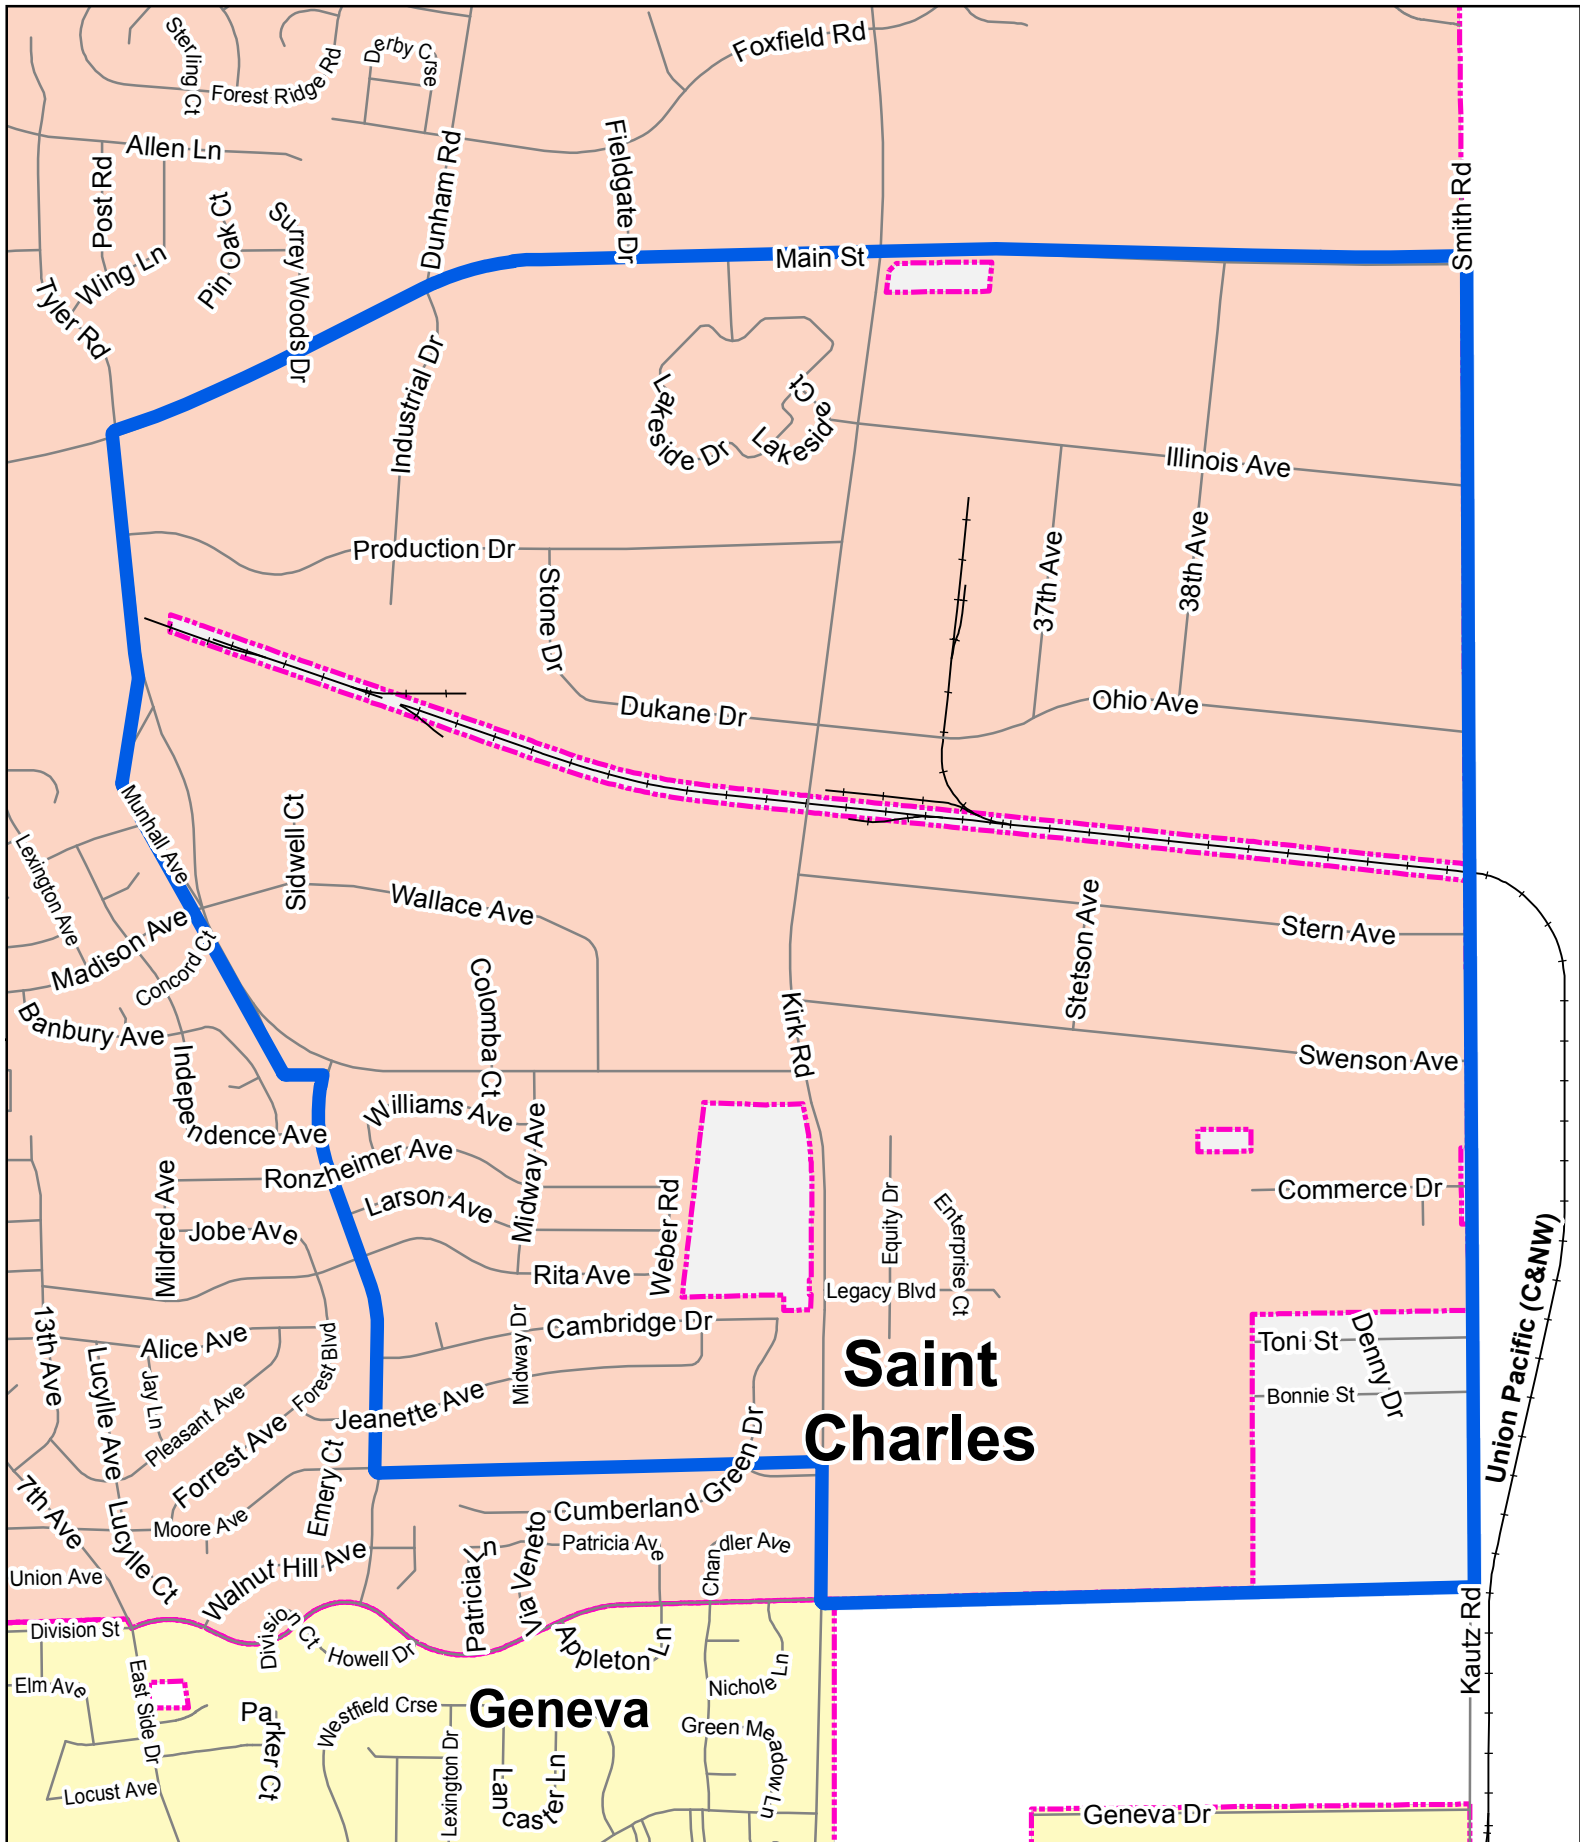 Sterling Ct
Derby Crse
Foxfield Rd
Forest Ridge Rd
Allen Ln
Post Rd
Dunham Rd
Fieldgate Dr
Smith Rd
Pin Oak Ct
Surrey Woods Dr
Wing Ln
Tyler Rd
Main St
Industrial Dr
Lakeside Dr
Lakeside Ct
Illinois Ave
Production Dr
Stone Dr
37th Ave
38th Ave
Dukane Dr
Ohio Ave
Munhall Ave
Sidwell Ct
Lexington Ave
Wallace Ave
Madison Ave
Concord Ct
Stetson Ave
Stern Ave
Banbury Ave
Colomba Ct
Kirk Rd
Swenson Ave
Independence Ave
Williams Ave
Midway Ave
Ronzheimer Ave
Mildred Ave
Larson Ave
Jobe Ave
Weber Rd
Equity Dr
Enterprise Ct
Commerce Dr
Rita Ave
Legacy Blvd
Union Pacific (C&NW)
13th Ave
Alice Ave
Forest Blvd
Midway Dr
Cambridge Dr
Saint
Charles
Toni St
Denny Dr
Lucylle Ave
Jay Ln
Pleasant Ave
Jeanette Ave
Bonnie St
Forrest Ave
Emery Ct
Green Dr
Cumberland
7th Ave
Lucylle Ct
Moore Ave
Patricia Ln
Via Veneto
Patricia Ave
Chandler Ave
Union Ave
Walnut Hill Ave
Kautz Rd
Division St
Division Ct
Howell Dr
Appleton Ln
Elm Ave
East Side Dr
Nichole Ln
Parker Ct
Westfield Crse
Geneva
Green Meadow Ln
Locust Ave
Lexington Dr
Lancaster Ln
Geneva Dr